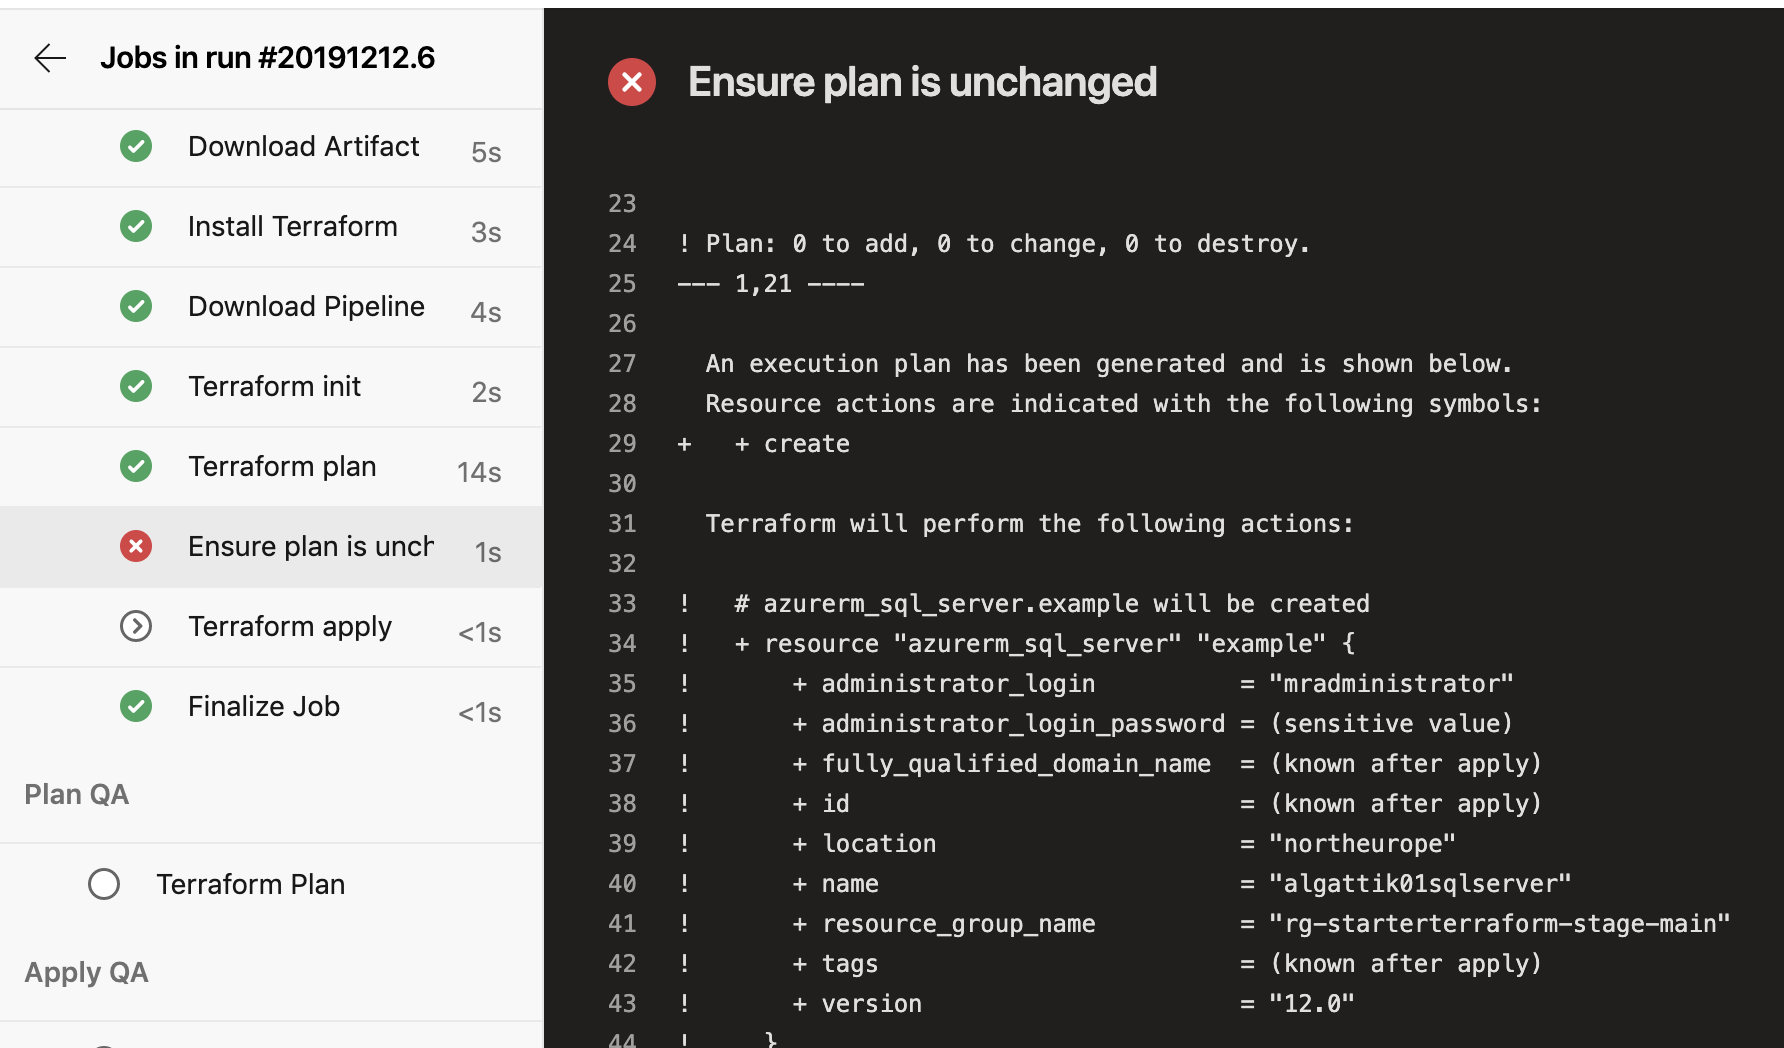 Jobs in run #20191212.6
Download Artifact 5s
Install Terraform 3s
Download Pipeline 4s
Terraform init 2s
Terraform plan 14s
Ensure plan is unch 1s
Terraform apply <1s
Finalize Job <1s
Plan QA
Terraform Plan
Apply QA
Ensure plan is unchanged
23
24 ! Plan: 0 to add, 0 to change, 0 to destroy.
25 --- 1,21 ----
26
27 An execution plan has been generated and is shown below.
28 Resource actions are indicated with the following symbols:
29 + + create
30
31 Terraform will perform the following actions:
32
33 ! # azurerm_sql_server.example will be created
34 ! + resource "azurerm_sql_server" "example" {
35 ! + administrator_login = "mradministrator"
36 ! + administrator_login_password = (sensitive value)
37 ! + fully_qualified_domain_name = (known after apply)
38 ! + id = (known after apply)
39 ! + location = "northeurope"
40 ! + name = "algattik01sqlserver"
41 ! + resource_group_name = "rg-starterterraform-stage-main"
42 ! + tags = (known after apply)
43 ! + version = "12.0"
44 ! }